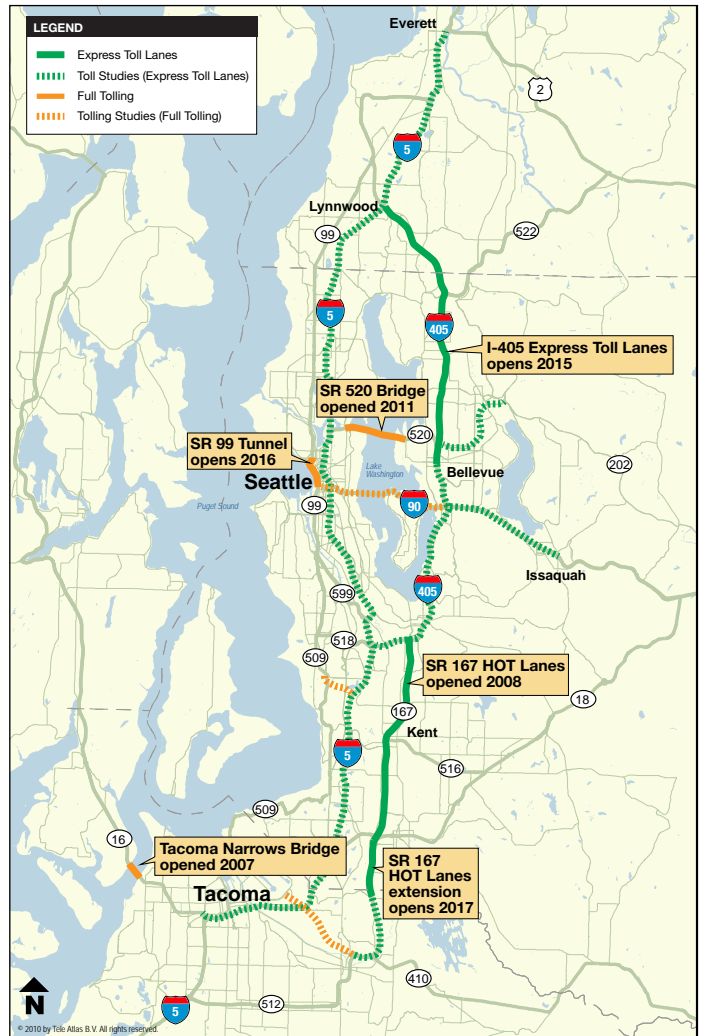 LEGEND
Express Toll Lanes
Toll Studies (Express Toll Lanes)
Full Tolling
Tolling Studies (Full Tolling)
Everett
2
5
Lynnwood
99
522
5
405
I-405 Express Toll Lanes
opens 2015
SR 520 Bridge
opened 2011
520
SR 99 Tunnel
opens 2016
Lake
Washington
Bellevue
202
Seattle
Puget Sound
99
90
Issaquah
405
599
518
509
SR 167 HOT Lanes
opened 2008
18
167
Kent
5
516
509
16
Tacoma Narrows Bridge
opened 2007
SR 167
HOT Lanes
extension
opens 2017
Tacoma
410
N
5
512
© 2010 by Tele Atlas B.V. All rights reserved.